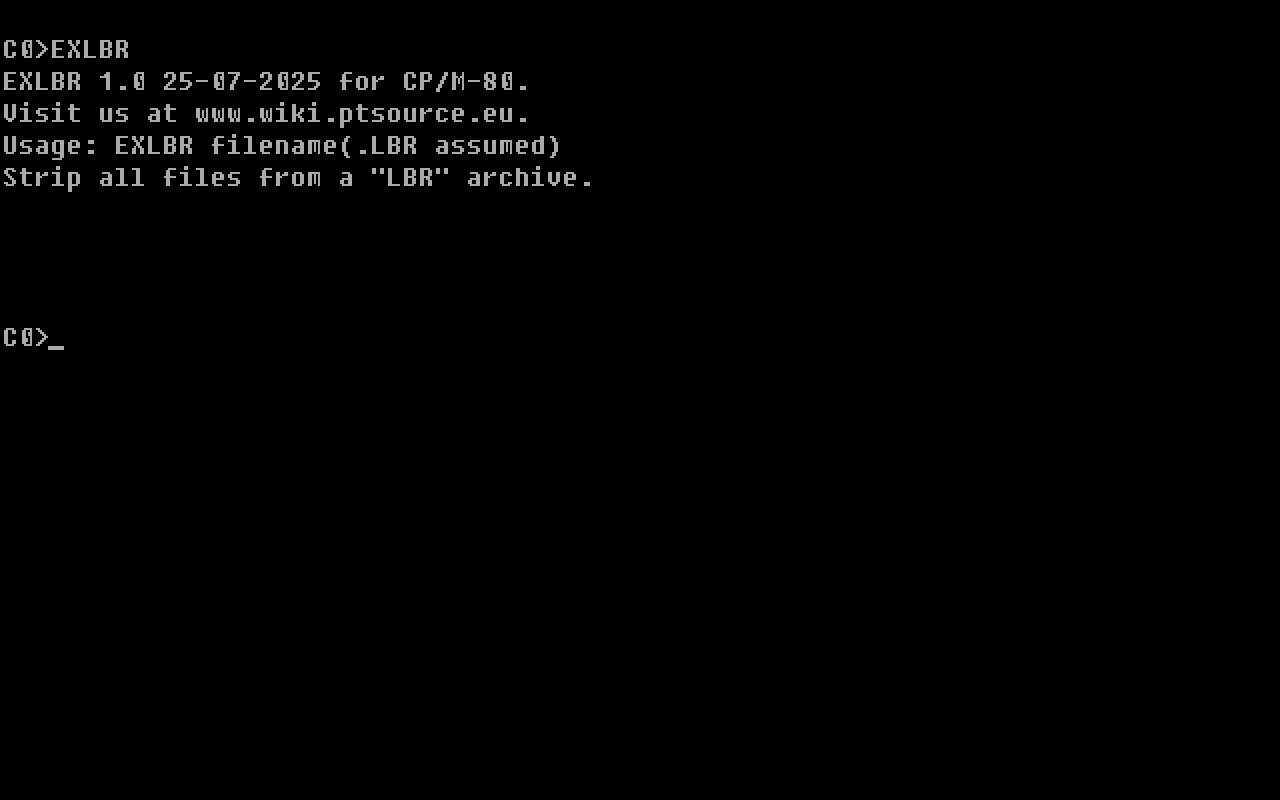 C0>EXLBR
EXLBR 1.0 25-07-2025 for CP/M-80.
Visit us at www.wiki.ptsource.eu.
Usage: EXLBR filename(.LBR assumed)
Strip all files from a "LBR" archive.
C0>_